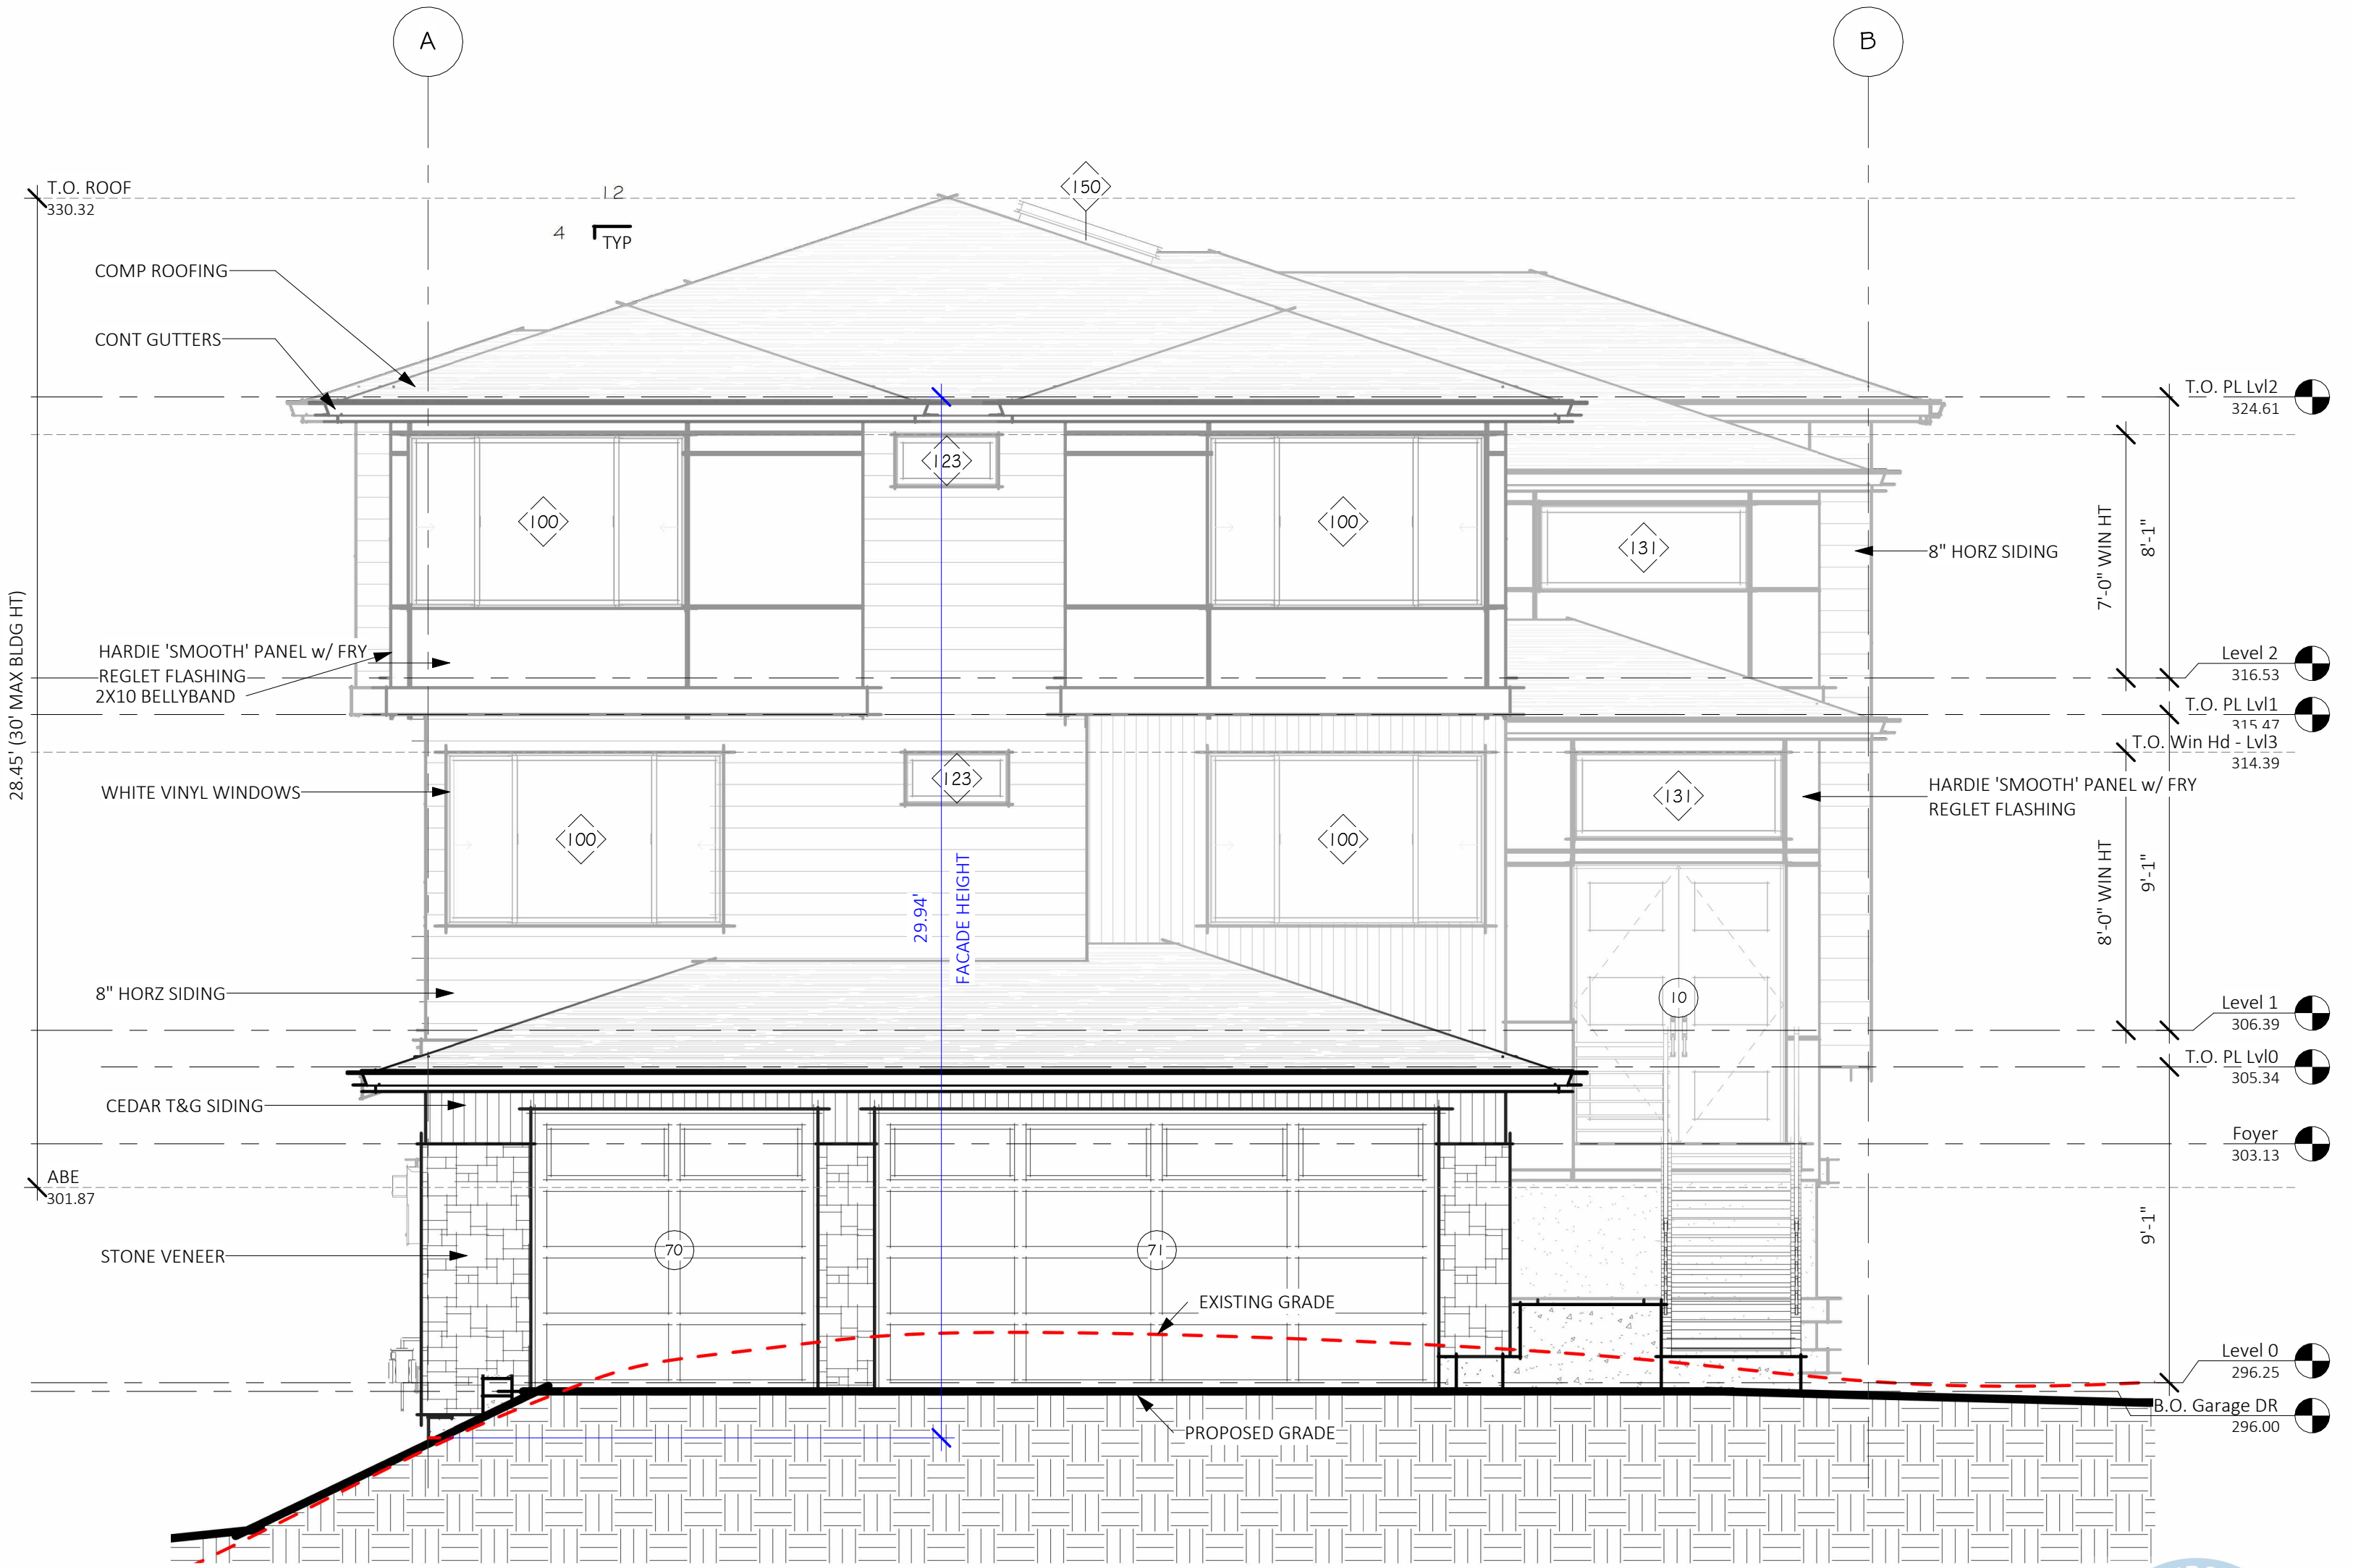 A
B
T.O. ROOF
330.32
12
4
TYP
150
COMP ROOFING
CONT GUTTERS
T.O. PL Lvl2
324.61
123
100
100
131
8" HORZ SIDING
7'-0" WIN HT
8'-1"
28.45' (30' MAX BLDG HT)
HARDIE 'SMOOTH' PANEL w/ FRY
REGLET FLASHING
2X10 BELLYBAND
Level 2
316.53
T.O. PL Lvl1
315.47
T.O. Win Hd - Lvl3
314.39
WHITE VINYL WINDOWS
123
131
HARDIE 'SMOOTH' PANEL w/ FRY
REGLET FLASHING
100
100
29.94'
FACADE HEIGHT
8'-0" WIN HT
9'-1"
8" HORZ SIDING
10
Level 1
306.39
T.O. PL Lvl0
305.34
CEDAR T&G SIDING
Foyer
303.13
ABE
301.87
STONE VENEER
70
71
9'-1"
EXISTING GRADE
Level 0
296.25
B.O. Garage DR
296.00
PROPOSED GRADE